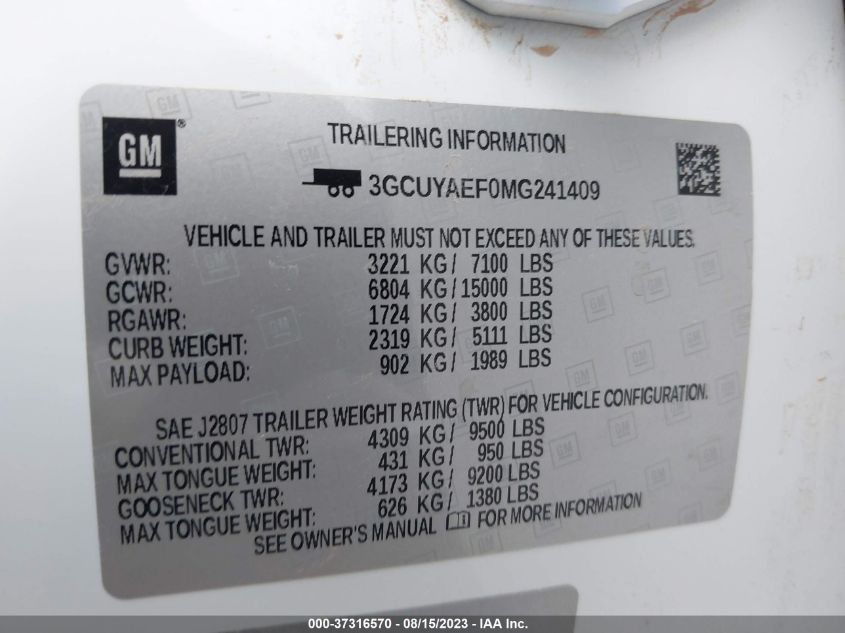 GM®
TRAILERING INFORMATION
3GCUYAEF0MG241409
VEHICLE AND TRAILER MUST NOT EXCEED ANY OF THESE VALUES.
GVWR: 3221 KG/ 7100 LBS
GCWR: 6804 KG/15000 LBS
RGAWR: 1724 KG/ 3800 LBS
CURB WEIGHT: 2319 KG/ 5111 LBS
MAX PAYLOAD: 902 KG/ 1989 LBS
SAE J2807 TRAILER WEIGHT RATING (TWR) FOR VEHICLE CONFIGURATION.
CONVENTIONAL TWR: 4309 KG/ 9500 LBS
MAX TONGUE WEIGHT: 431 KG/ 950 LBS
GOOSENECK TWR: 4173 KG/ 9200 LBS
MAX TONGUE WEIGHT: 626 KG/ 1380 LBS
SEE OWNER'S MANUAL FOR MORE INFORMATION
000-37316570 - 08/15/2023 - IAA Inc.